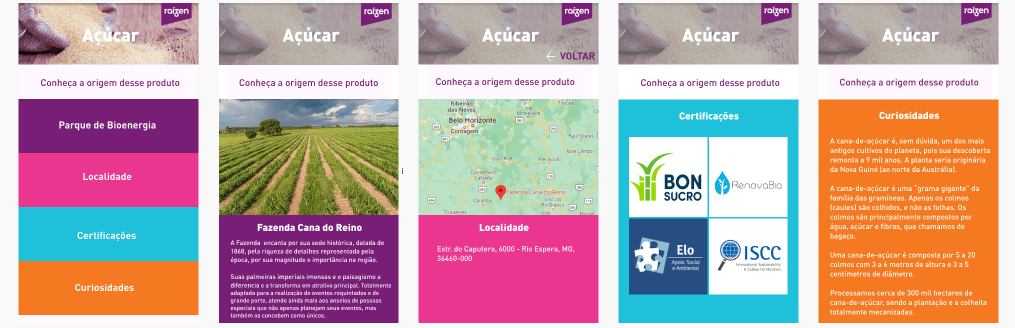 raízen
Açúcar
Conheça a origem desse produto
Parque de Bioenergia
Localidade
Certificações
Curiosidades
raízen
Açúcar
Conheça a origem desse produto
Fazenda Cana do Reino
A Fazenda encanta por sua sede histórica, datada de
1868, pela riqueza de detalhes representada pela
época, por sua magnitude e importância na região.
Suas palmeiras imperiais imensas e o paisagismo a
diferencia e a transforma em atrativo principal. Totalmente
adaptada para a realização de eventos requintados e de
grande porte, atende ainda mais aos anseios de pessoas
especiais que não apenas planejam seus eventos, mas
também os concebem como únicos.
raízen
Açúcar
← VOLTAR
Conheça a origem desse produto
Ribeirão
das Neves
Belo Horizonte
Contagem
Ouro Preto
Fazenda Cana do Reino
Localidade
Estr. do Caputera, 6000 - Rio Espera, MG,
36460-000
raízen
Açúcar
Conheça a origem desse produto
Certificações
BON
SUCRO
RenovaBio
Elo
Apoio Social
e Ambiental
ISCC
International Sustainability
& Carbon Certification
raízen
Açúcar
Conheça a origem desse produto
Curiosidades
A cana-de-açúcar é, sem dúvida, um dos mais
antigos cultivos do planeta, pois sua descoberta
remonta a 9 mil anos. A planta seria originária
da Nova Guiné (ao norte da Austrália).
A cana-de-açúcar é uma “grama gigante” da
família das gramíneas. Apenas os colmos
(caules) são colhidos, e não as folhas. Os
colmos são principalmente compostos por
água, açúcar e fibras, que chamamos de
bagaço.
Uma cana-de-açúcar é composta por 5 a 20
colmos com 3 a 6 metros de altura e 3 a 5
centímetros de diâmetro.
Processamos cerca de 300 mil hectares de
cana-de-açúcar, sendo a plantação e a colheita
totalmente mecanizadas.